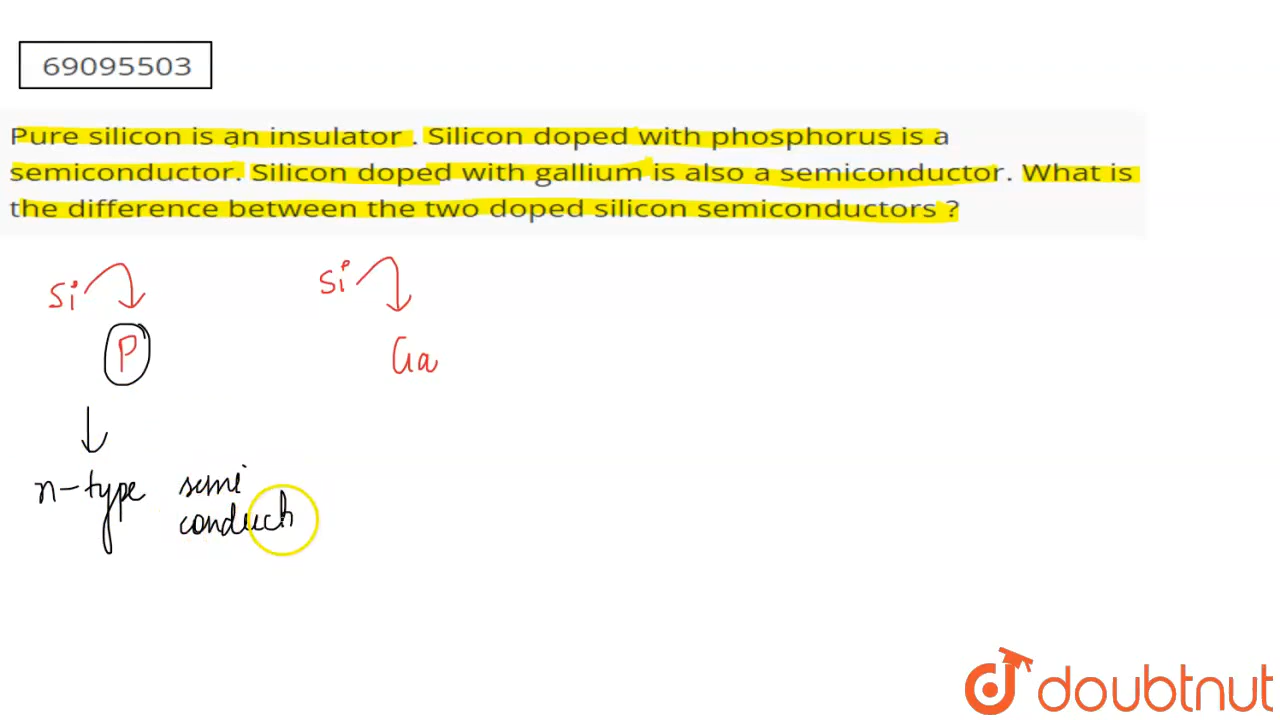 69095503
Pure silicon is an insulator . Silicon doped with phosphorus is a
semiconductor. Silicon doped with gallium is also a semiconductor. What is
the difference between the two doped silicon semiconductors ?
Si Si
P Ga
n-type semi
conduct
doubtnut